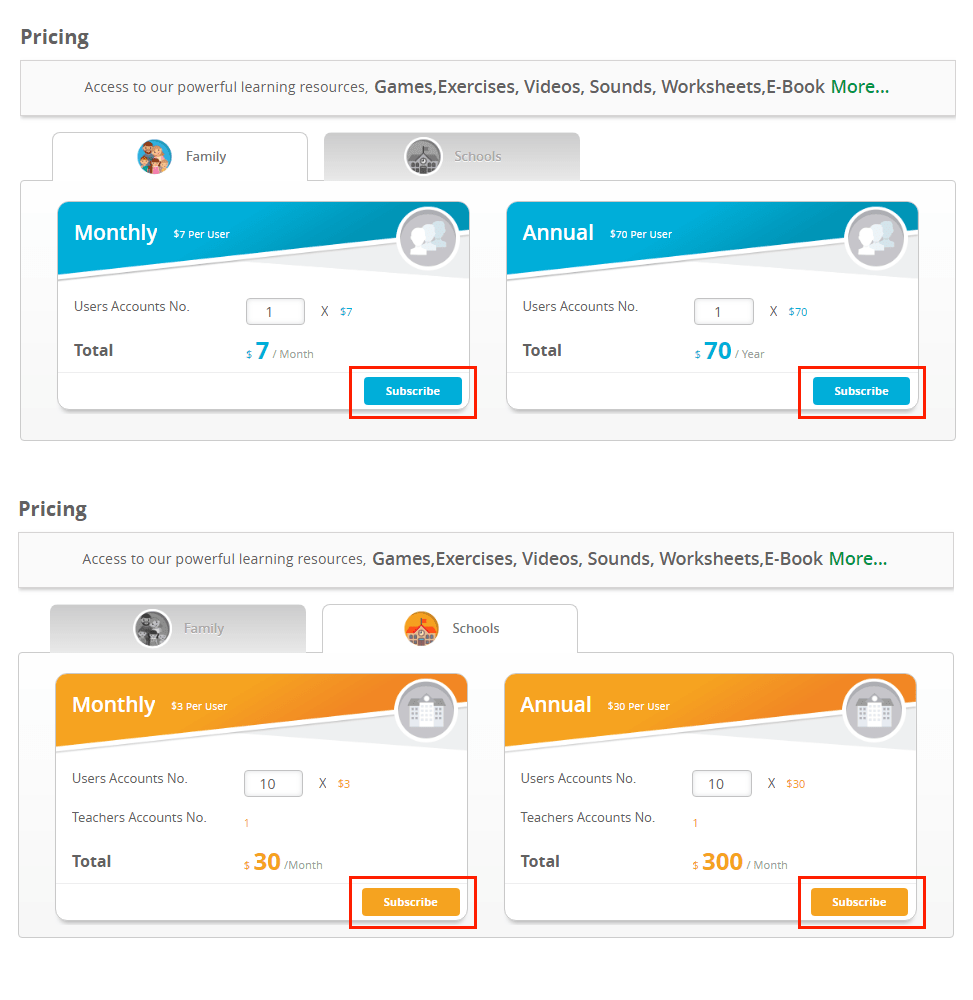 Pricing
Access to our powerful learning resources, Games,Exercises, Videos, Sounds, Worksheets,E-Book More...
Family
Schools
Monthly $7 Per User
Users Accounts No. 1 X $7
Total $ 7 / Month
Subscribe
Annual $70 Per User
Users Accounts No. 1 X $70
Total $ 70 / Year
Subscribe
Pricing
Access to our powerful learning resources, Games,Exercises, Videos, Sounds, Worksheets,E-Book More...
Family
Schools
Monthly $3 Per User
Users Accounts No. 10 X $3
Teachers Accounts No. 1
Total $ 30 /Month
Subscribe
Annual $30 Per User
Users Accounts No. 10 X $30
Teachers Accounts No. 1
Total $ 300 / Month
Subscribe